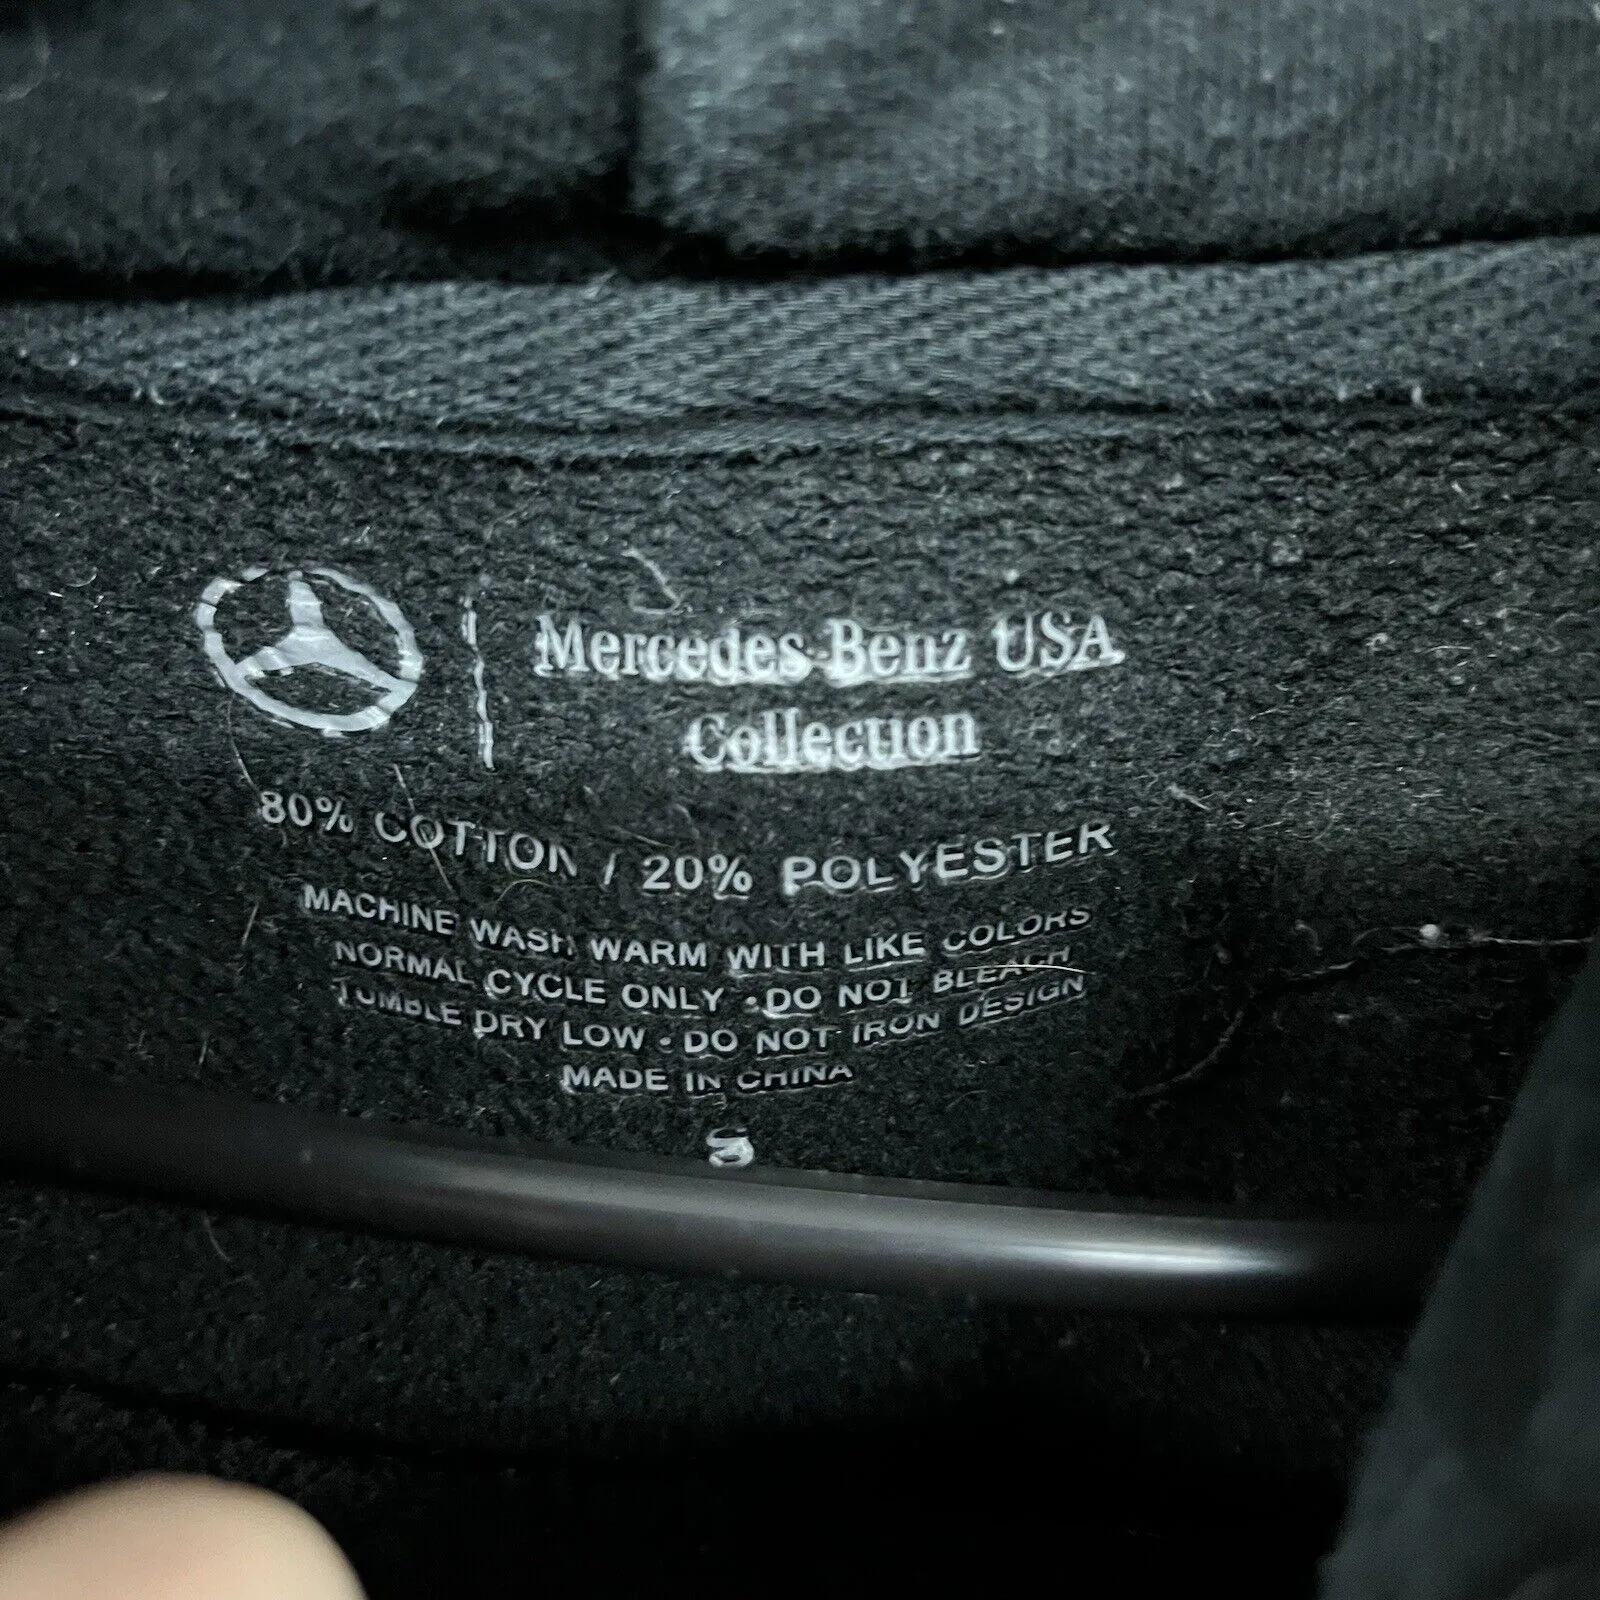 Mercedes-Benz USA
Collection
80% COTTON / 20% POLYESTER
MACHINE WASH WARM WITH LIKE COLORS
NORMAL CYCLE ONLY • DO NOT BLEACH
TUMBLE DRY LOW • DO NOT IRON DESIGN
MADE IN CHINA
S